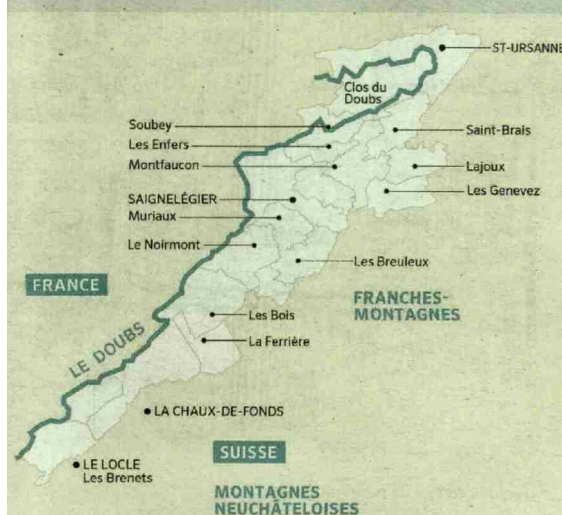 ST-URSANNE
Clos du
Doubs
Soubey
Saint-Brais
Les Enfers
Montfaucon
Lajoux
Les Genevez
SAIGNELÉGIER
Muriaux
Le Noirmont
Les Breuleux
FRANCE
FRANCHES-
MONTAGNES
Les Bois
LE DOUBS
La Ferrière
LA CHAUX-DE-FONDS
SUISSE
LE LOCLE
Les Brenets
MONTAGNES
NEUCHÂTELOISES